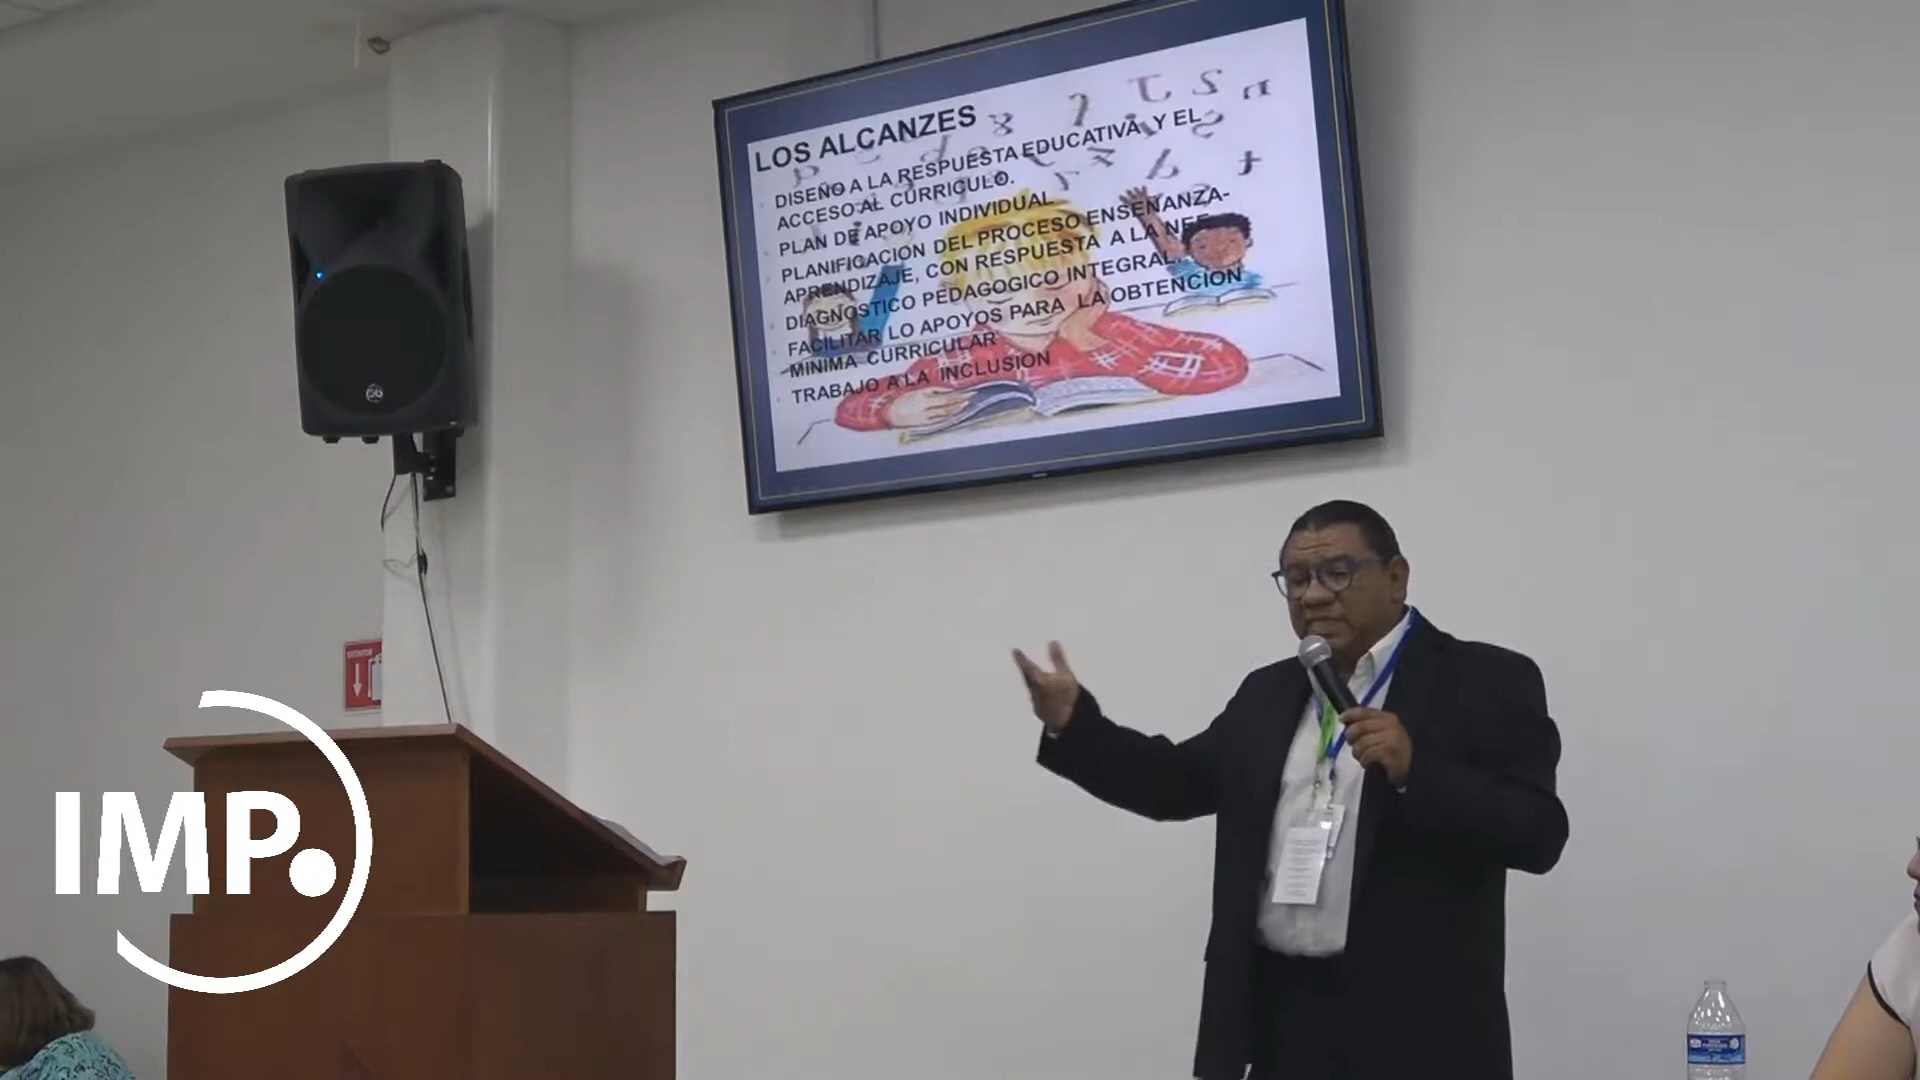 LOS ALCANZES
DISEÑO A LA RESPUESTA EDUCATIVA Y EL
ACCESO AL CURRICULO.
PLAN DE APOYO INDIVIDUAL
PLANIFICACION DEL PROCESO ENSEÑANZA-
APRENDIZAJE, CON RESPUESTA A LA NEE
DIAGNOSTICO PEDAGOGICO INTEGRAL.
FACILITAR LO APOYOS PARA LA OBTENCION
MINIMA CURRICULAR
TRABAJO A LA INCLUSION
EXTINTOR
IMP.